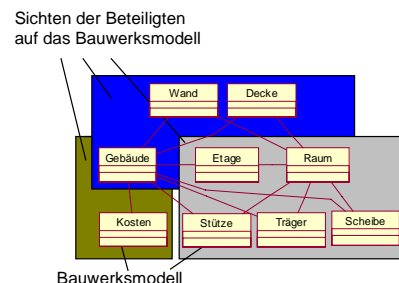 Sichten der Beteiligten
auf das Bauwerksmodell
Wand
Decke
Gebäude
Etage
Raum
Kosten
Stütze
Träger
Scheibe
Bauwerksmodell